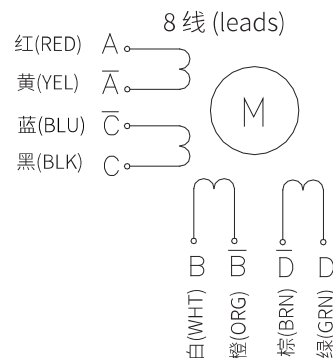 8 线 (leads)
红(RED) A
黄(YEL) A̅
蓝(BLU) C̅
黑(BLK) C
M
B B̅ D̅ D
白(WHT)
橙(ORG)
棕(BRN)
绿(GRN)